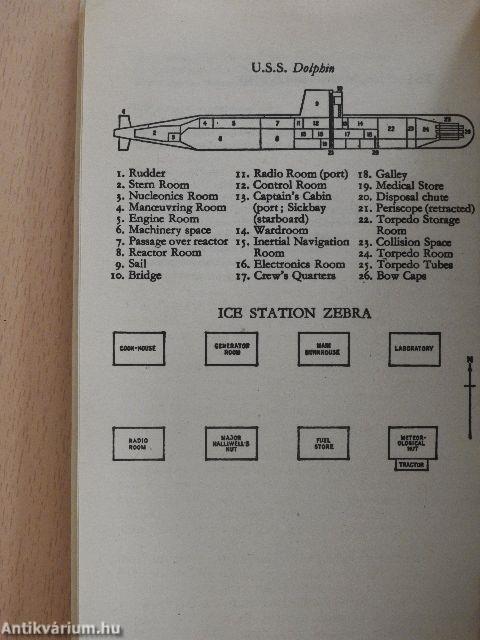 U.S.S. Dolphin
1. Rudder
2. Stern Room
3. Nucleonics Room
4. Manœuvring Room
5. Engine Room
6. Machinery space
7. Passage over reactor
8. Reactor Room
9. Sail
10. Bridge
11. Radio Room (port)
12. Control Room
13. Captain's Cabin
(port ; Sickbay
(starboard)
14. Wardroom
15. Inertial Navigation
Room
16. Electronics Room
17. Crew's Quarters
18. Galley
19. Medical Store
20. Disposal chute
21. Periscope (retracted)
22. Torpedo Storage
Room
23. Collision Space
24. Torpedo Room
25. Torpedo Tubes
26. Bow Caps
ICE STATION ZEBRA
COOK-HOUSE
GENERATOR
ROOM
MAIN
BUNKHOUSE
LABORATORY
N
RADIO
ROOM
MAJOR
HALLIWELL'S
HUT
FUEL
STORE
METEOR-
OLOGICAL
HUT
TRACTOR
Antikvárium.hu